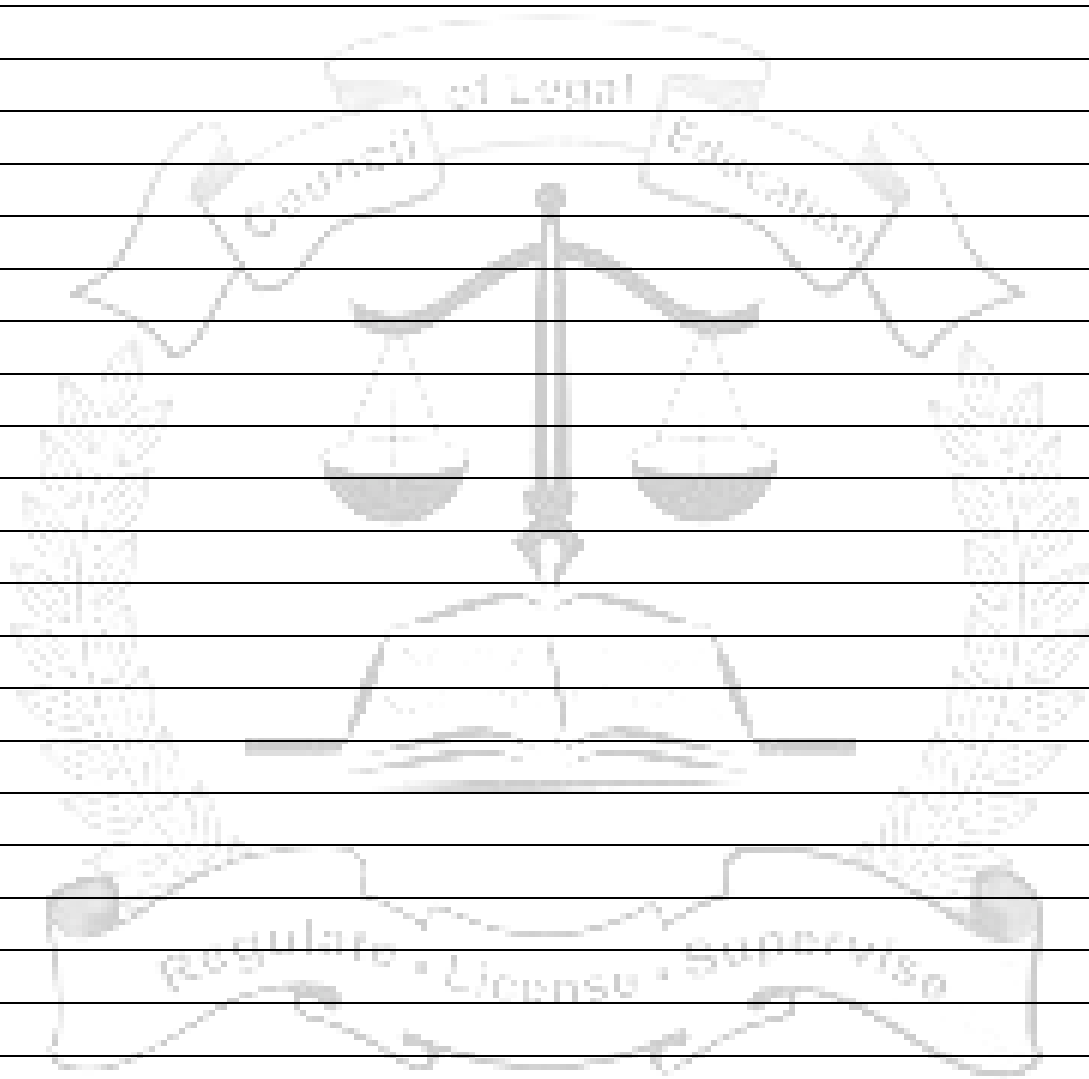 Council of Legal Education
Regulate • License • Supervise